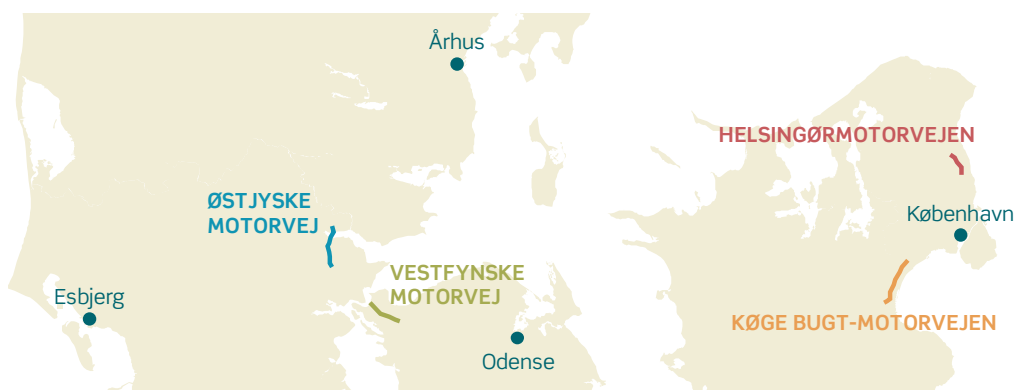 Århus
HELSINGØRMOTORVEJEN
ØSTJYSKE
MOTORVEJ
København
VESTFYNSKE
MOTORVEJ
Esbjerg
KØGE BUGT-MOTORVEJEN
Odense